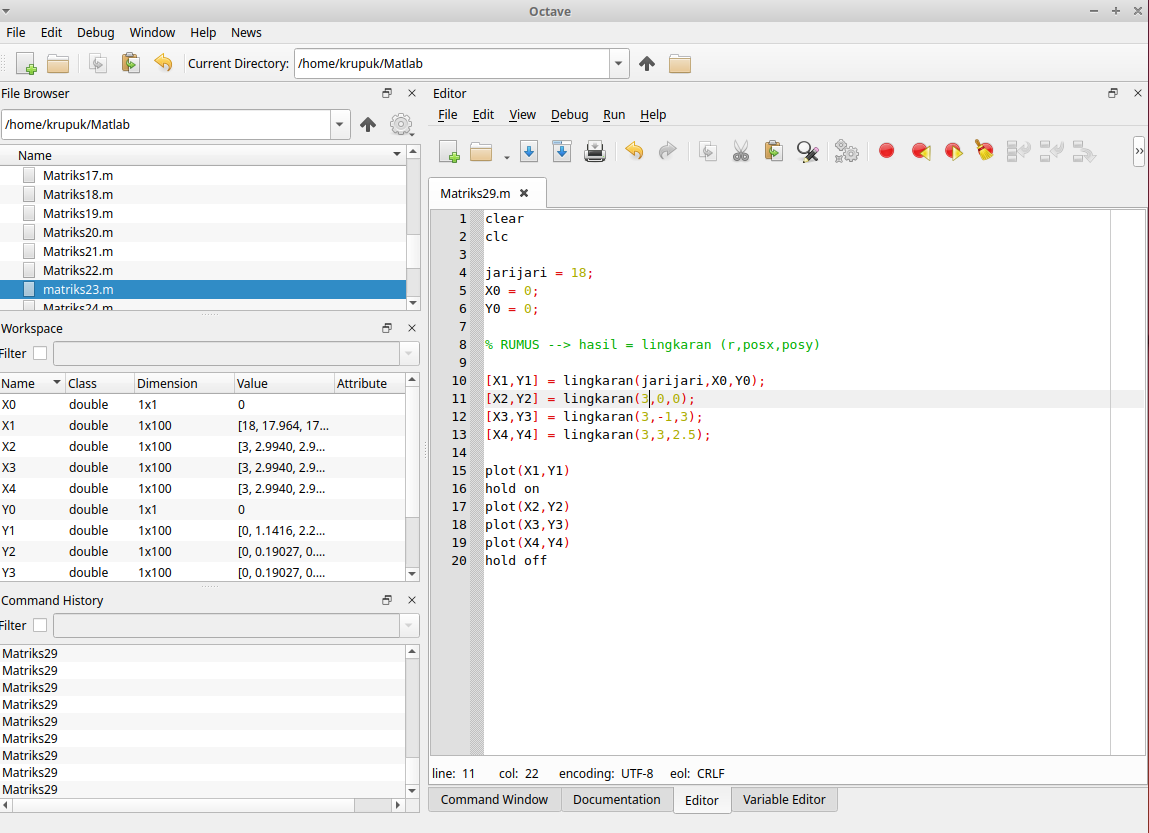 Octave
File Edit Debug Window Help News
Current Directory: /home/krupuk/Matlab
File Browser
/home/krupuk/Matlab
Name
Matriks17.m
Matriks18.m
Matriks19.m
Matriks20.m
Matriks21.m
Matriks22.m
matriks23.m
Matriks24.m
Workspace
Filter
Name Class Dimension Value Attribute
X0 double 1x1 0
X1 double 1x100 [18, 17.964, 17...
X2 double 1x100 [3, 2.9940, 2.9...
X3 double 1x100 [3, 2.9940, 2.9...
X4 double 1x100 [3, 2.9940, 2.9...
Y0 double 1x1 0
Y1 double 1x100 [0, 1.1416, 2.2...
Y2 double 1x100 [0, 0.19027, 0....
Y3 double 1x100 [0, 0.19027, 0....
Command History
Filter
Matriks29
Matriks29
Matriks29
Matriks29
Matriks29
Matriks29
Matriks29
Matriks29
Matriks29
Editor
File Edit View Debug Run Help
Matriks29.m
1 clear
2 clc
3
4 jarijari = 18;
5 X0 = 0;
6 Y0 = 0;
7
8 % RUMUS --> hasil = lingkaran (r,posx,posy)
9
10 [X1,Y1] = lingkaran(jarijari,X0,Y0);
11 [X2,Y2] = lingkaran(3,0,0);
12 [X3,Y3] = lingkaran(3,-1,3);
13 [X4,Y4] = lingkaran(3,3,2.5);
14
15 plot(X1,Y1)
16 hold on
17 plot(X2,Y2)
18 plot(X3,Y3)
19 plot(X4,Y4)
20 hold off
line: 11 col: 22 encoding: UTF-8 eol: CRLF
Command Window Documentation Editor Variable Editor